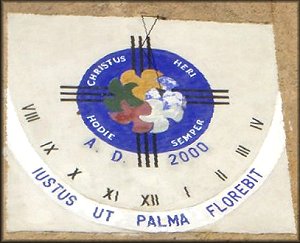 CHRISTUS HERI
HODIE SEMPER
A. D. 2000
VIII IX X XI XII I II III IV
IUSTUS UT PALMA FLOREBIT